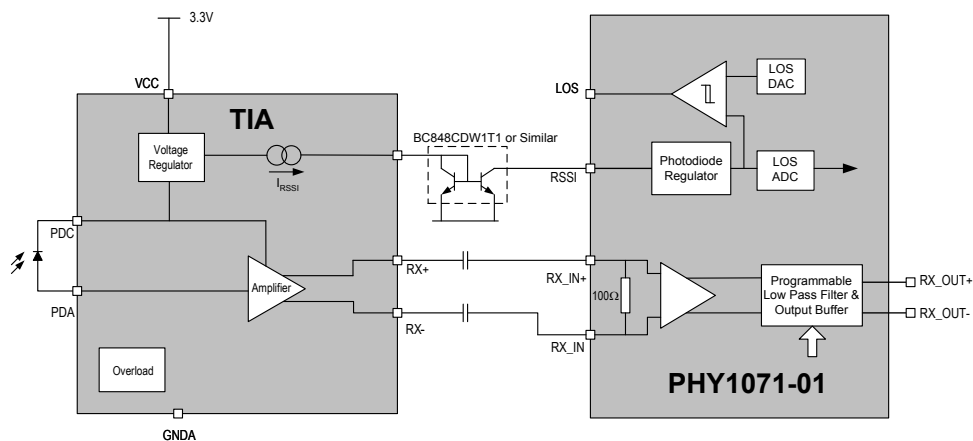 3.3V
VCC
TIA
Voltage
Regulator
I_RSSI
PDC
PDA
Amplifier
Overload
GNDA
RX+
RX-
BC848CDW1T1 or Similar
LOS
RSSI
RX_IN+
RX_IN
LOS
DAC
Photodiode
Regulator
LOS
ADC
100Ω
Programmable
Low Pass Filter &
Output Buffer
RX_OUT+
RX_OUT-
PHY1071-01